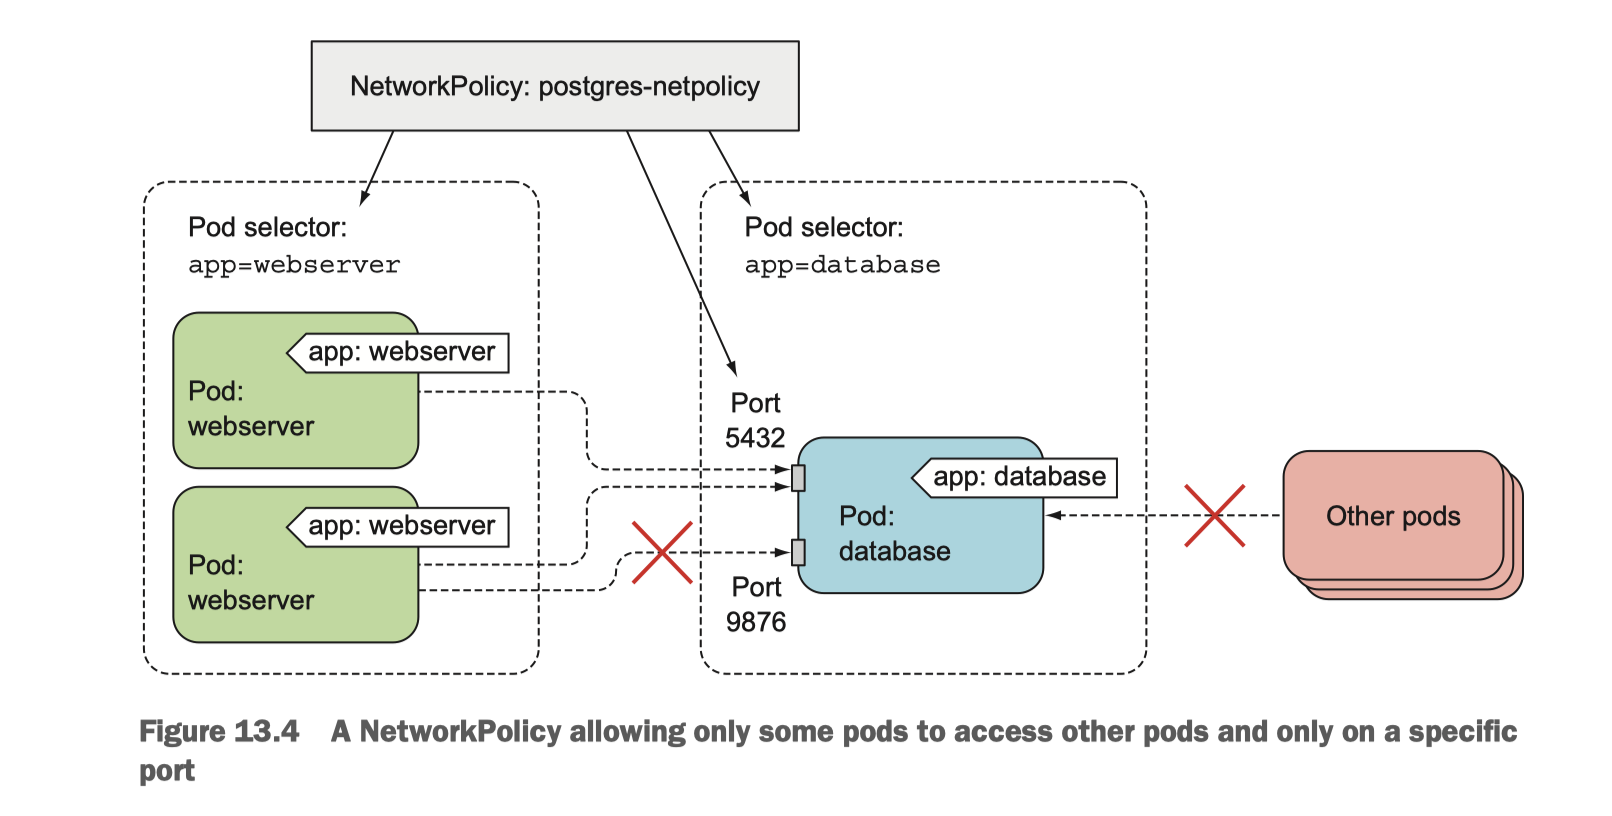 NetworkPolicy: postgres-netpolicy
Pod selector:
app=webserver
app: webserver
Pod:
webserver
app: webserver
Pod:
webserver
Pod selector:
app=database
Port
5432
app: database
Pod:
database
Port
9876
Other pods
Figure 13.4 A NetworkPolicy allowing only some pods to access other pods and only on a specific
port